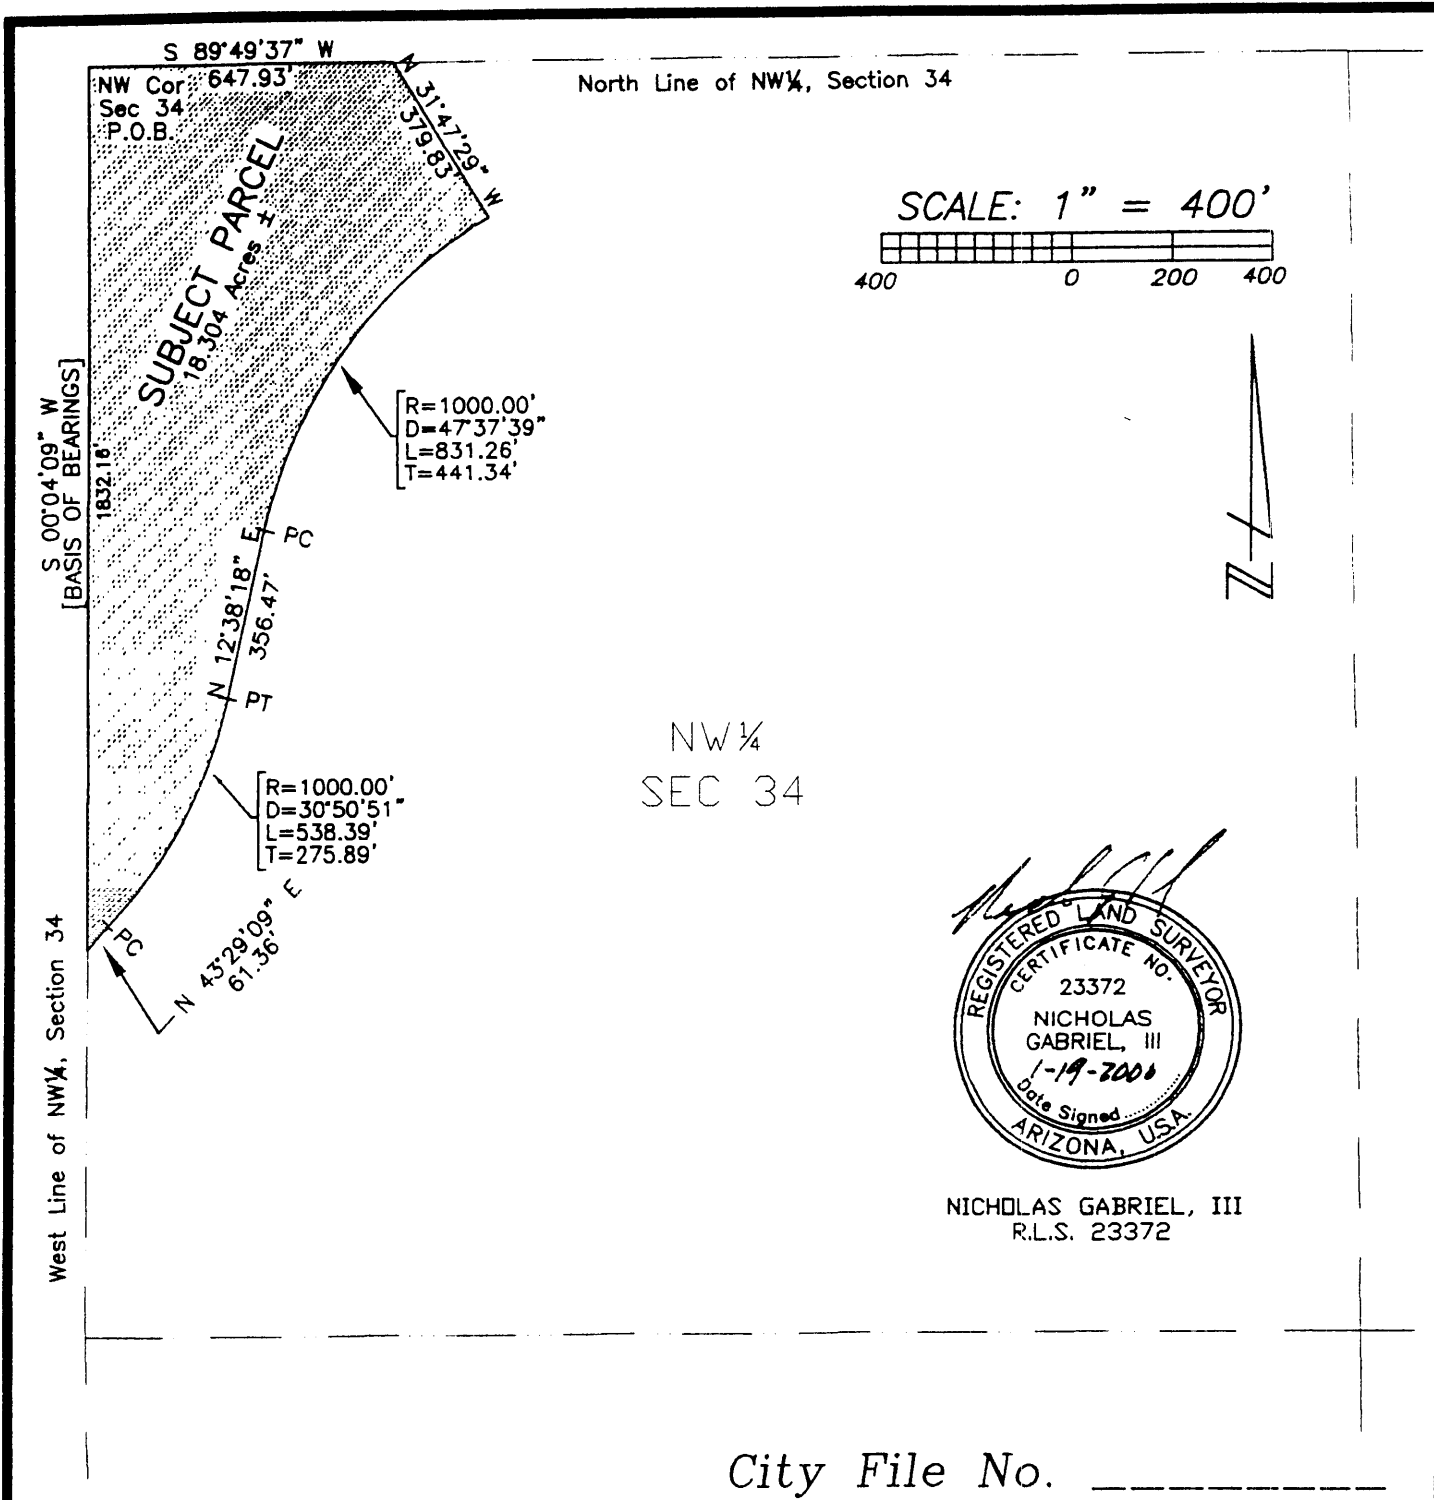 S 89°49'37" W
647.93'
NW Cor
Sec 34
P.O.B.
North Line of NW¼, Section 34
N 31°47'29" W
379.83'
SUBJECT PARCEL
18.304 Acres ±
SCALE: 1" = 400'
400 0 200 400
S 00°04'09" W
[BASIS OF BEARINGS]
1832.16'
R=1000.00'
D=47°37'39"
L=831.26'
T=441.34'
PC
N 12°38'18" E
356.47'
PT
N
NW¼
SEC 34
R=1000.00'
D=30°50'51"
L=538.39'
T=275.89'
PC
N 43°29'09" E
61.36'
West Line of NW¼, Section 34
REGISTERED LAND SURVEYOR
CERTIFICATE NO.
23372
NICHOLAS
GABRIEL, III
1-19-2000
Date Signed
ARIZONA, U.S.A.
NICHOLAS GABRIEL, III
R.L.S. 23372
City File No.